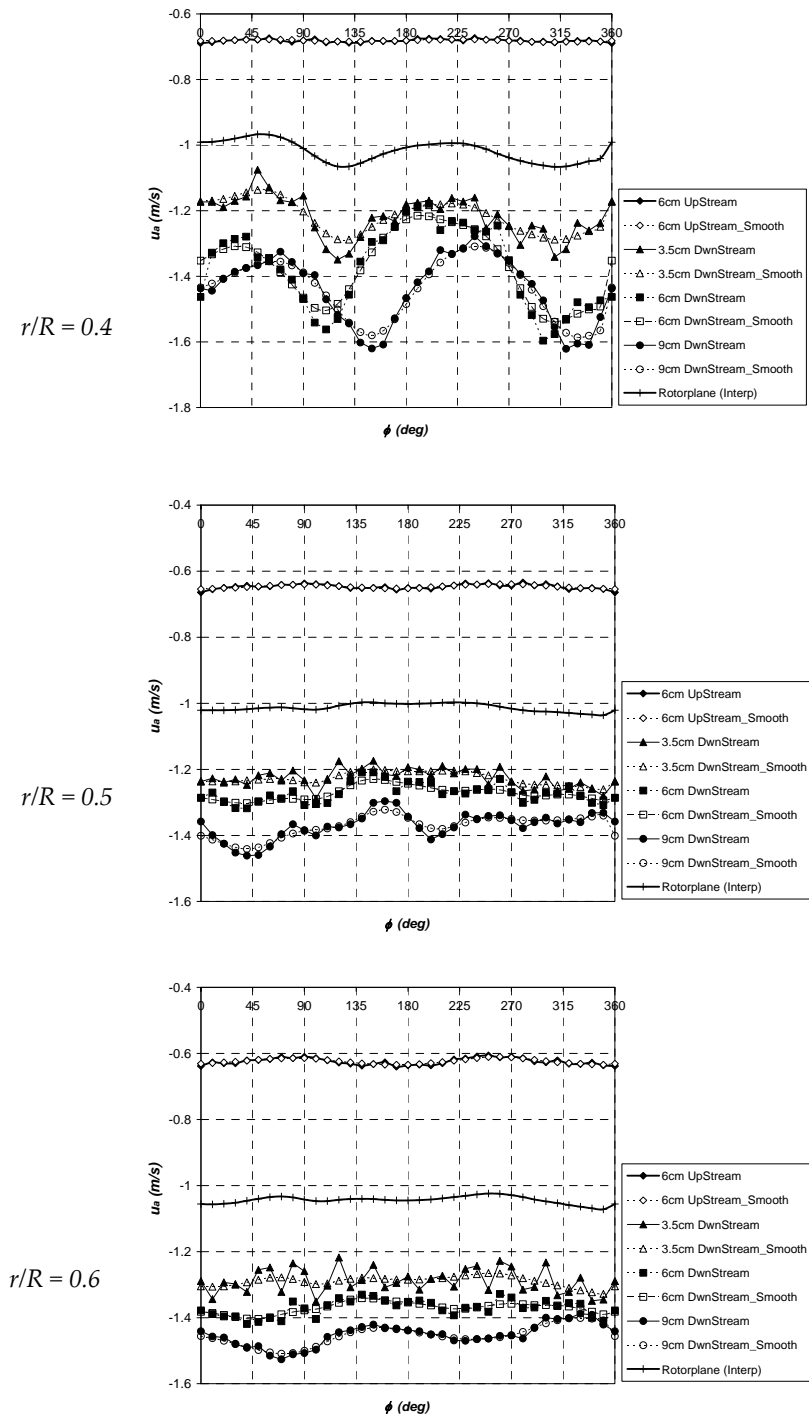 -0.6
0 45 90 135 180 225 270 315 360
-0.8
-1
-1.2
-1.4
-1.6
-1.8
ua (m/s)
ϕ (deg)
r/R = 0.4
6cm UpStream
6cm UpStream_Smooth
3.5cm DwnStream
3.5cm DwnStream_Smooth
6cm DwnStream
6cm DwnStream_Smooth
9cm DwnStream
9cm DwnStream_Smooth
Rotorplane (Interp)
-0.4
0 45 90 135 180 225 270 315 360
-0.6
-0.8
-1
-1.2
-1.4
-1.6
ua (m/s)
ϕ (deg)
r/R = 0.5
6cm UpStream
6cm UpStream_Smooth
3.5cm DwnStream
3.5cm DwnStream_Smooth
6cm DwnStream
6cm DwnStream_Smooth
9cm DwnStream
9cm DwnStream_Smooth
Rotorplane (Interp)
-0.4
0 45 90 135 180 225 270 315 360
-0.6
-0.8
-1
-1.2
-1.4
-1.6
ua (m/s)
ϕ (deg)
r/R = 0.6
6cm UpStream
6cm UpStream_Smooth
3.5cm DwnStream
3.5cm DwnStream_Smooth
6cm DwnStream
6cm DwnStream_Smooth
9cm DwnStream
9cm DwnStream_Smooth
Rotorplane (Interp)